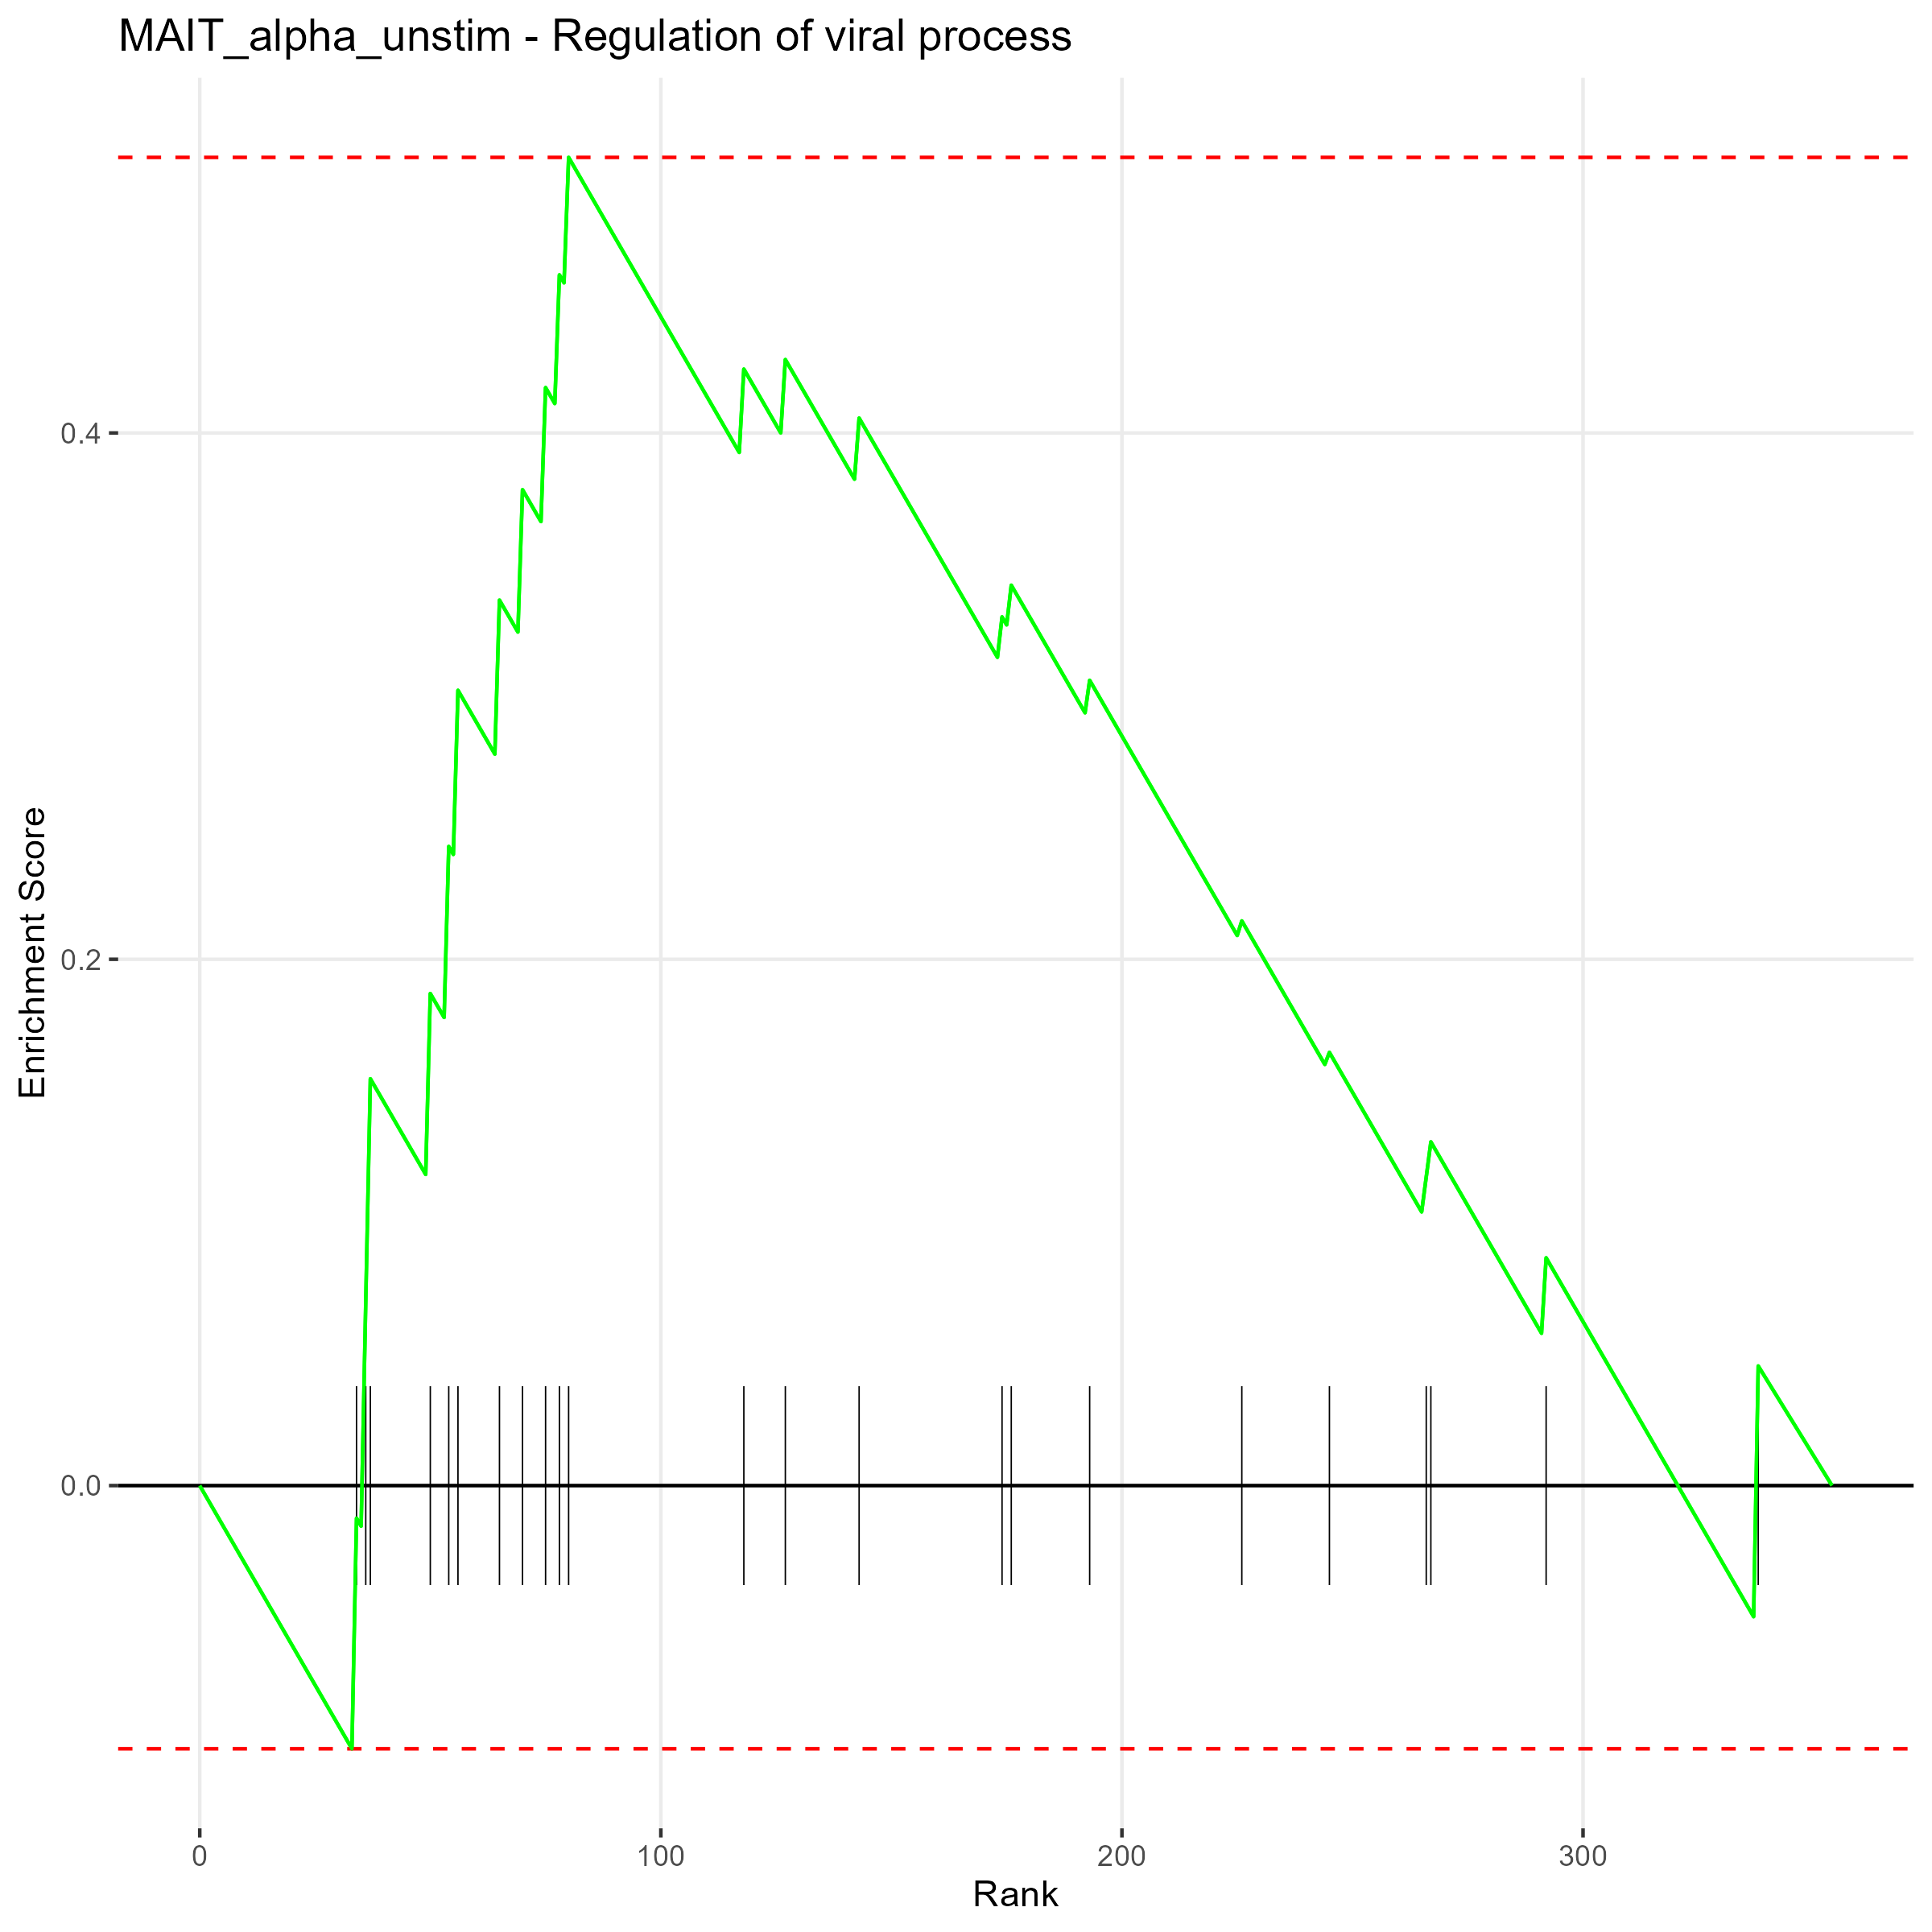 MAIT_alpha_unstim - Regulation of viral process
Enrichment Score
0.4
0.2
0.0
0 100 200 300
Rank